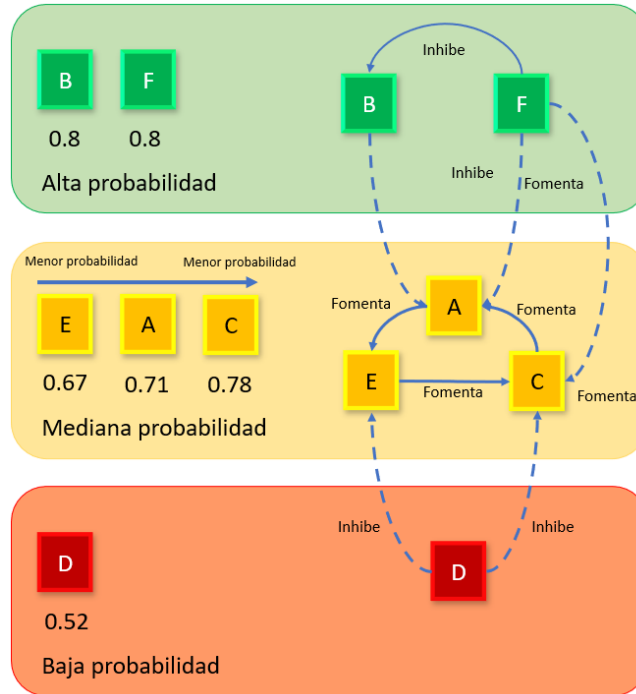 B F
0.8 0.8
Alta probabilidad
Inhibe
B F
Inhibe
Fomenta
Menor probabilidad Menor probabilidad
E A C
0.67 0.71 0.78
Mediana probabilidad
A
Fomenta Fomenta
E C
Fomenta Fomenta
D
0.52
Baja probabilidad
Inhibe Inhibe
D